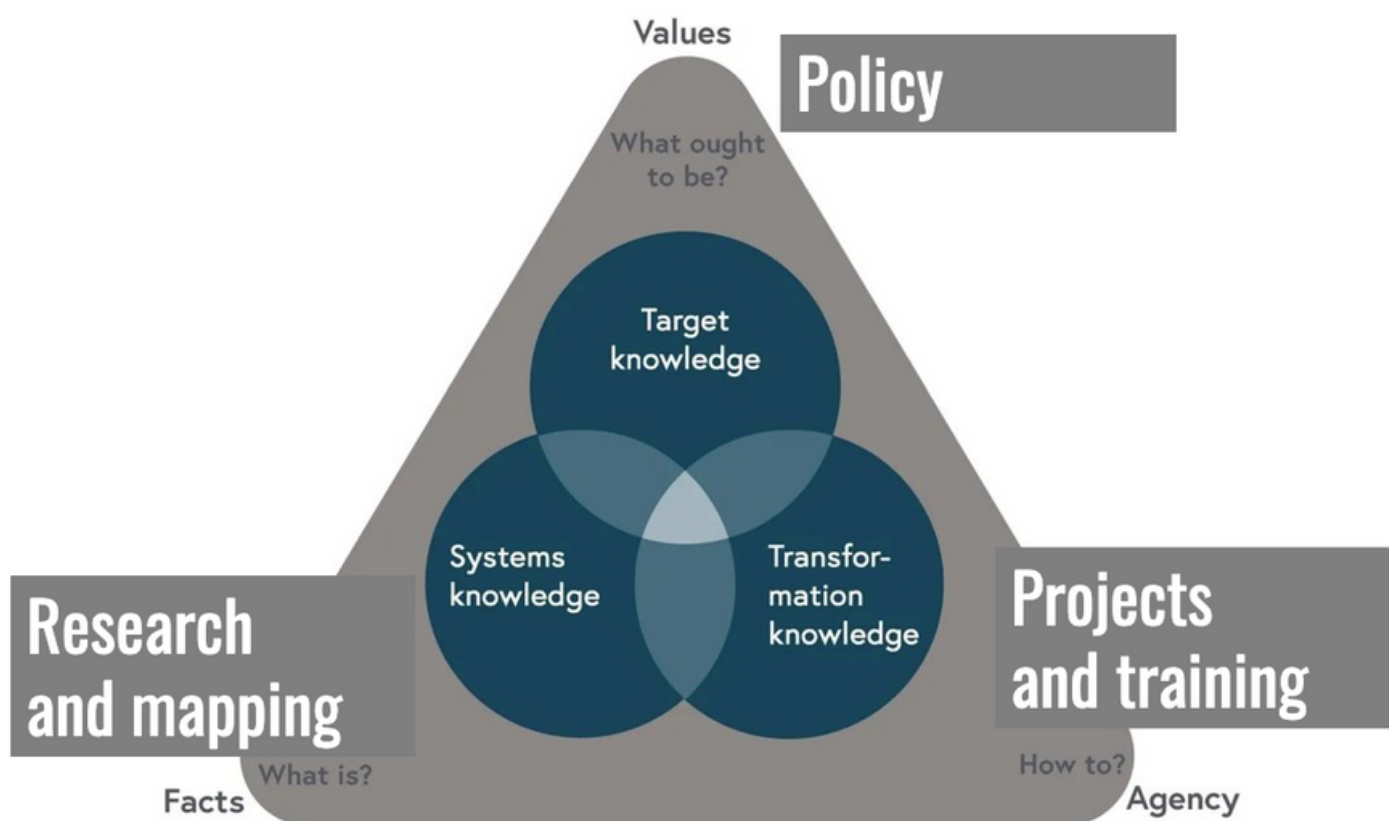 Values
Policy
What ought
to be?
Target
knowledge
Systems
knowledge
Transfor-
mation
knowledge
Research
and mapping
Projects
and training
What is?
How to?
Facts
Agency